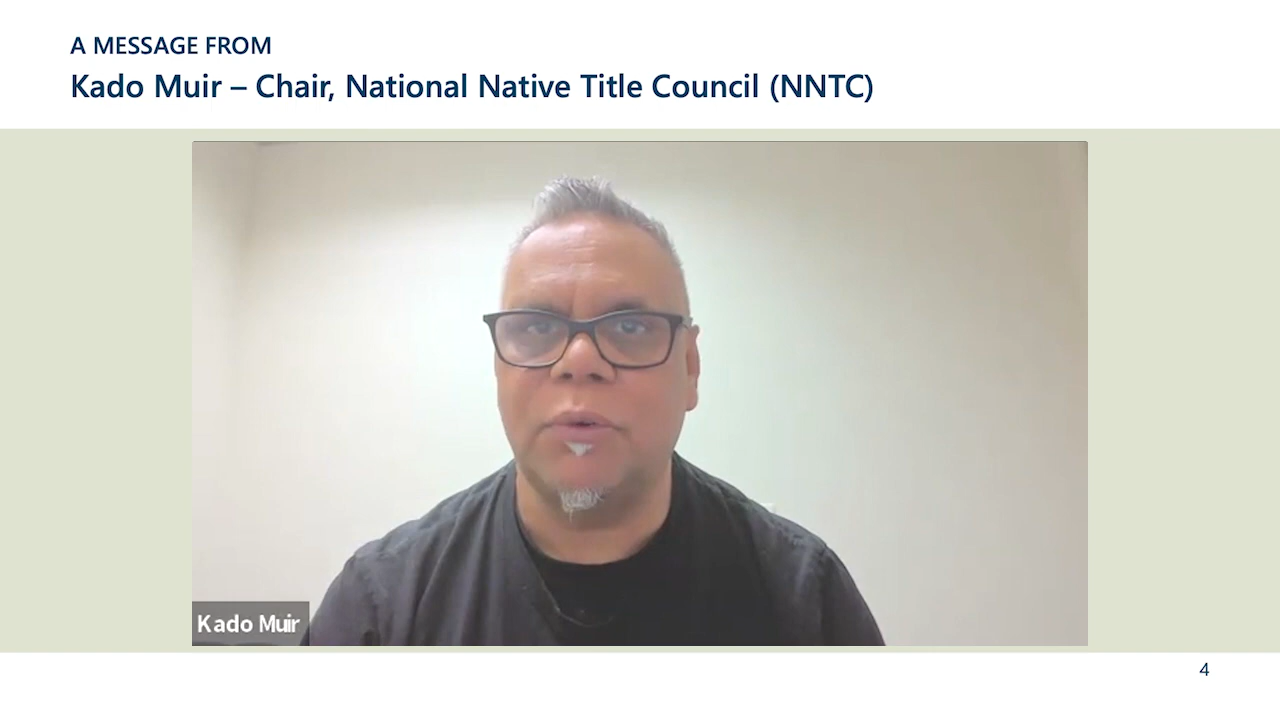 A MESSAGE FROM
Kado Muir – Chair, National Native Title Council (NNTC)
Kado Muir
4